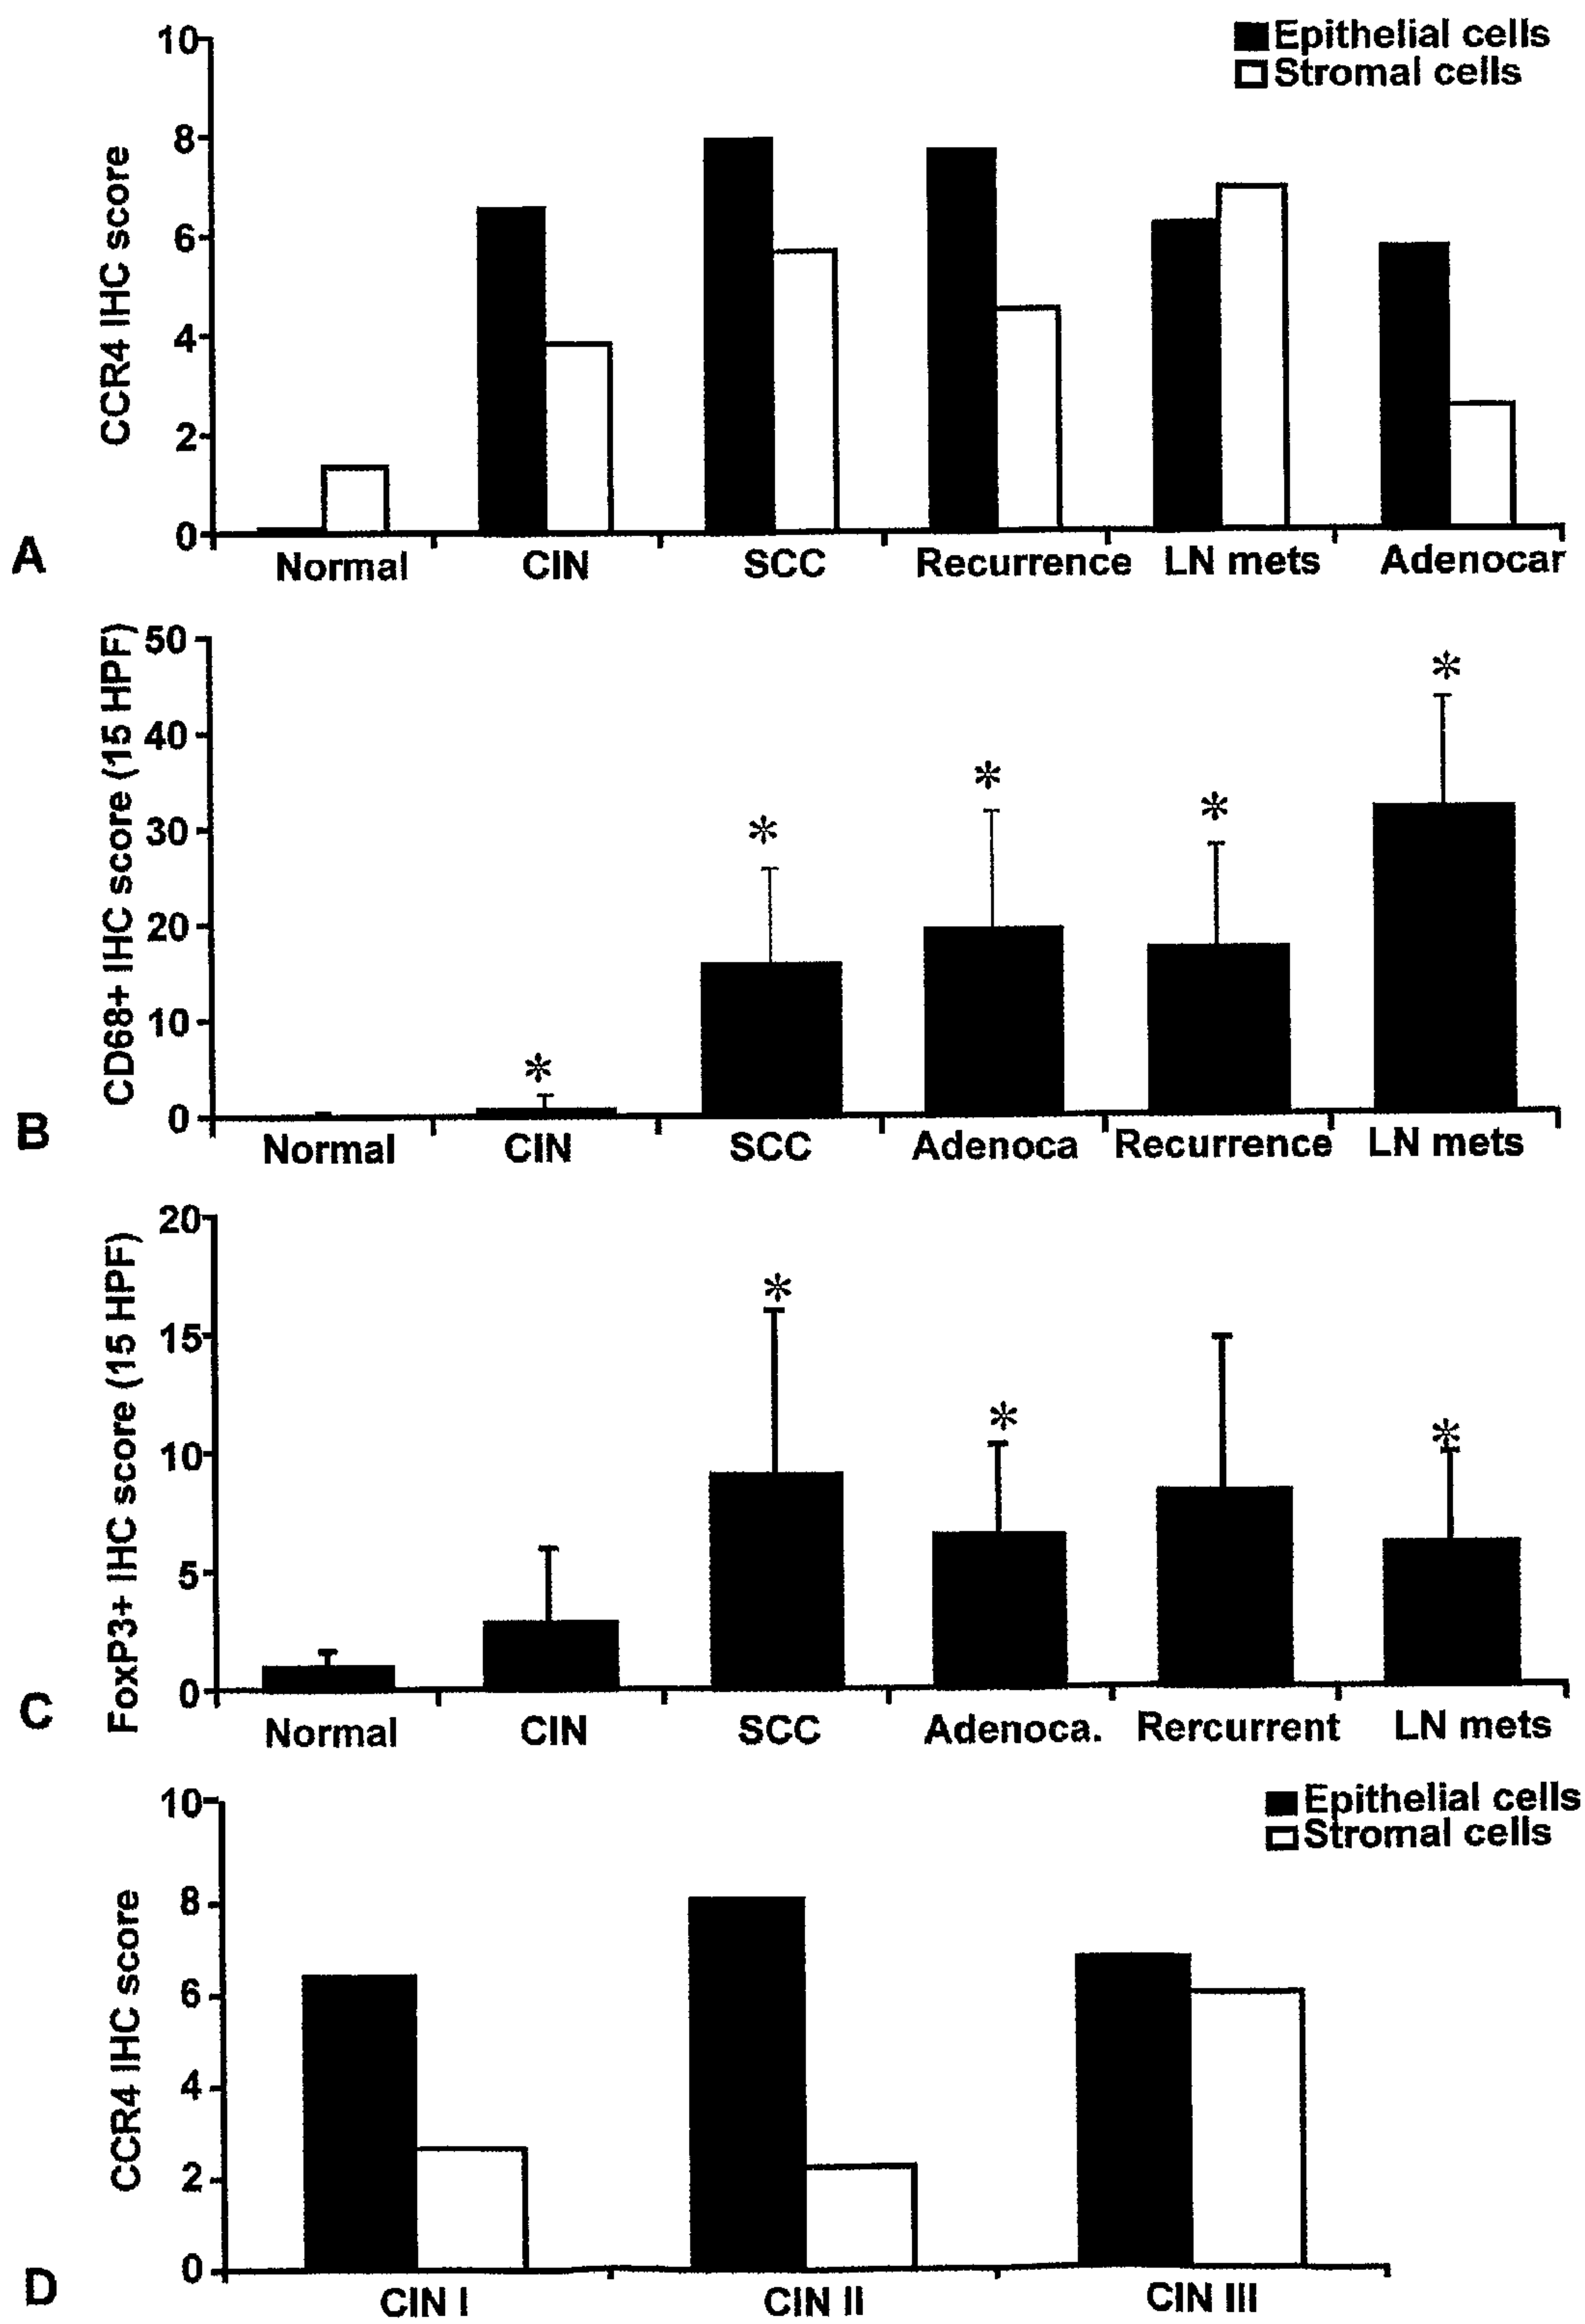 Epithelial cells
Stromal cells
CCR4 IHC score
10
8
6
4
2
0
A
Normal CIN SCC Recurrence LN mets Adenocar
CD68+ IHC score (15 HPF)
50
40
30
20
10
0
* * * * *
B
Normal CIN SCC Adenoca Recurrence LN mets
FoxP3+ IHC score (15 HPF)
20
15
10
5
0
* * *
C
Normal CIN SCC Adenoca. Rercurrent LN mets
Epithelial cells
Stromal cells
CCR4 IHC score
10
8
6
4
2
0
D
CIN I CIN II CIN III